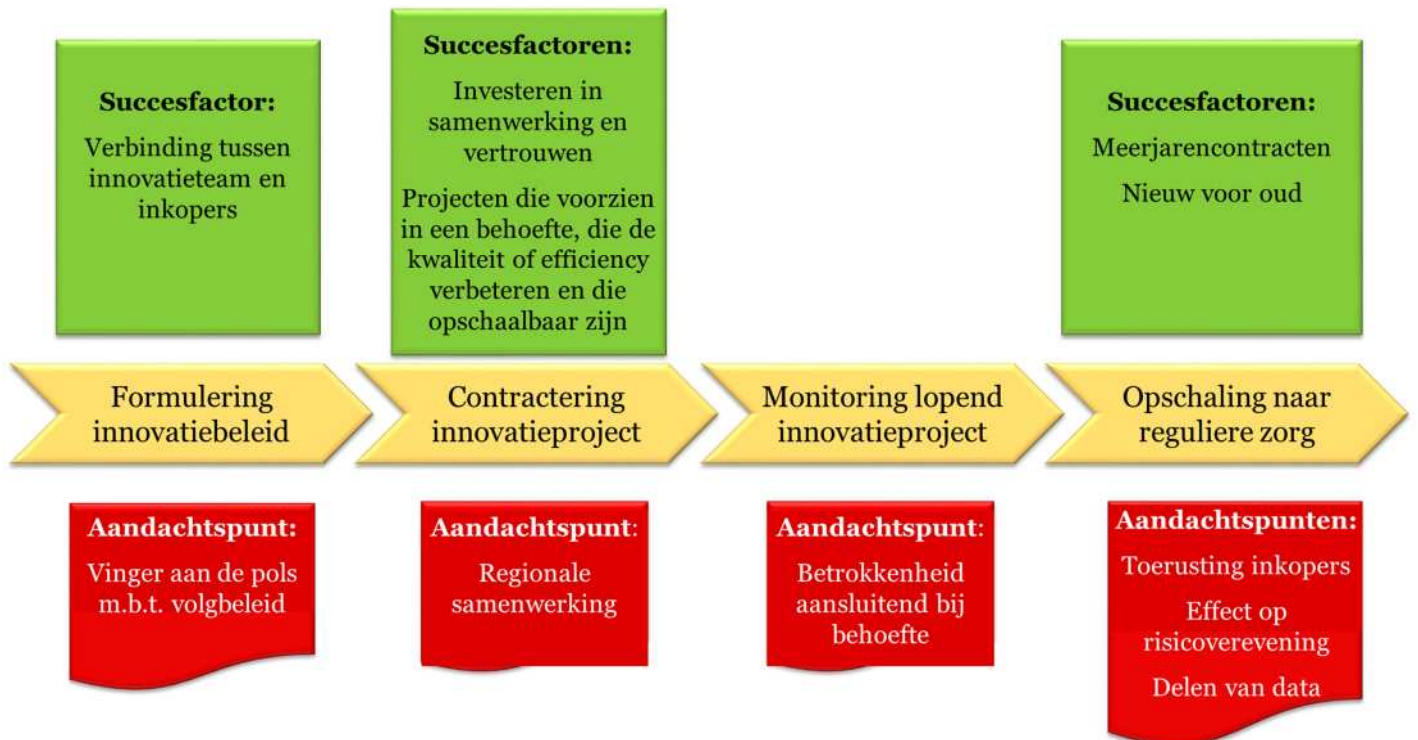 Succesfactor:
Verbinding tussen
innovatieteam en
inkopers
Succesfactoren:
Investeren in
samenwerking en
vertrouwen
Projecten die voorzien
in een behoefte, die de
kwaliteit of efficiency
verbeteren en die
opschaalbaar zijn
Succesfactoren:
Meerjarencontracten
Nieuw voor oud
Formulering
innovatiebeleid
Contractering
innovatieproject
Monitoring lopend
innovatieproject
Opschaling naar
reguliere zorg
Aandachtspunt:
Vinger aan de pols
m.b.t. volgbeleid
Aandachtspunt:
Regionale
samenwerking
Aandachtspunt:
Betrokkenheid
aansluitend bij
behoefte
Aandachtspunten:
Toerusting inkopers
Effect op
risicoverevening
Delen van data